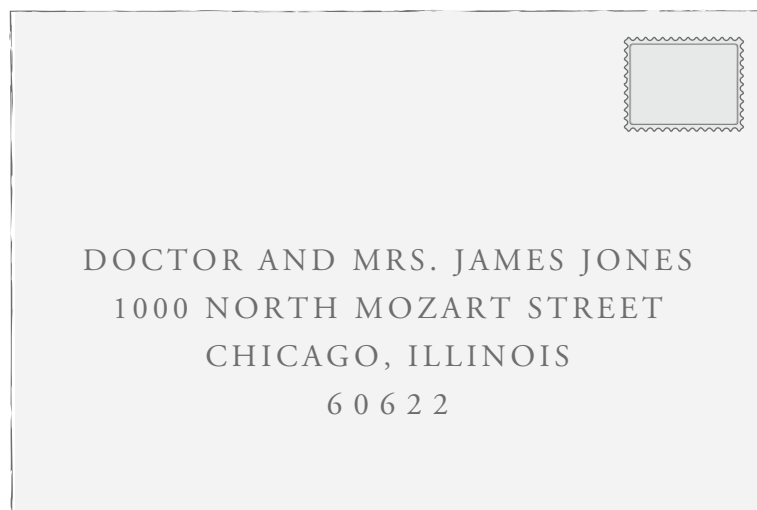 DOCTOR AND MRS. JAMES JONES
1000 NORTH MOZART STREET
CHICAGO, ILLINOIS
60622